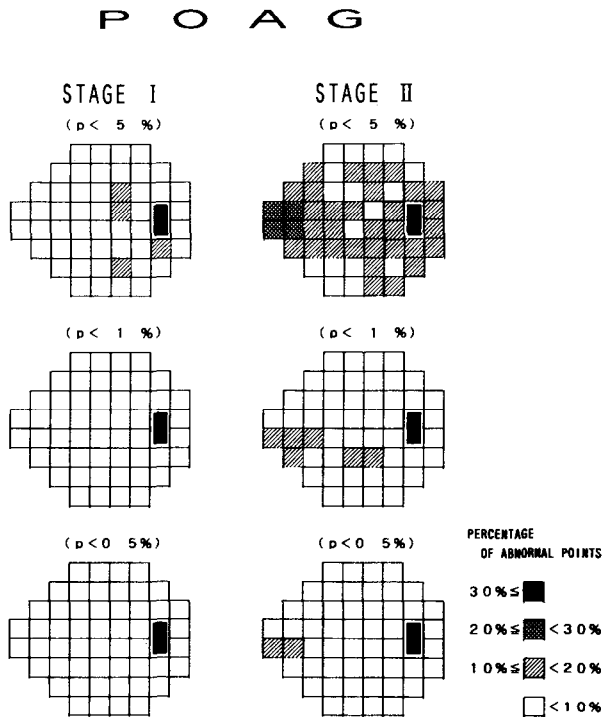 P O A G
STAGE I STAGE II
(p< 5 %) (p< 5 %)
(p< 1 %) (p< 1 %)
(p<0 5%) (p<0 5%)
PERCENTAGE
OF ABNORMAL POINTS
30%≤
20%≤ <30%
10%≤ <20%
<10%